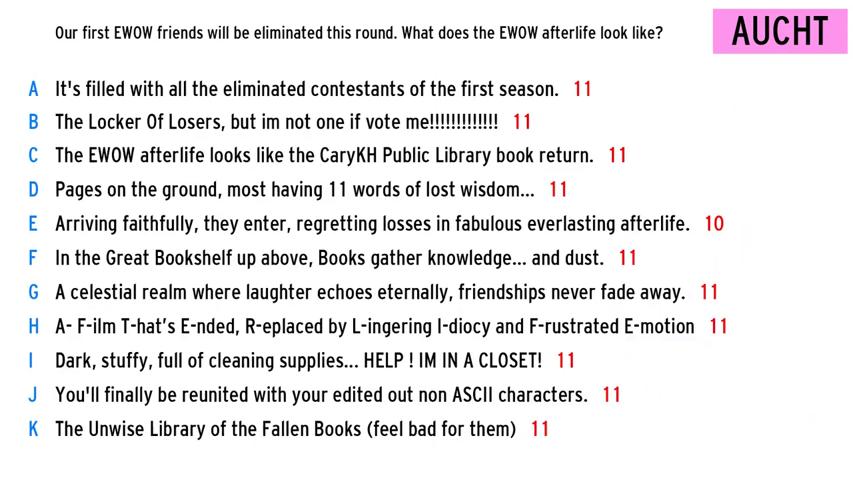 Our first EWOW friends will be eliminated this round. What does the EWOW afterlife look like?
AUCHT
A It's filled with all the eliminated contestants of the first season. 11
B The Locker Of Losers, but im not one if vote me!!!!!!!!!!!!! 11
C The EWOW afterlife looks like the CaryKH Public Library book return. 11
D Pages on the ground, most having 11 words of lost wisdom... 11
E Arriving faithfully, they enter, regretting losses in fabulous everlasting afterlife. 10
F In the Great Bookshelf up above, Books gather knowledge... and dust. 11
G A celestial realm where laughter echoes eternally, friendships never fade away. 11
H A- F-ilm T-hat's E-nded, R-eplaced by L-ingering I-diocy and F-rustrated E-motion 11
I Dark, stuffy, full of cleaning supplies... HELP ! IM IN A CLOSET! 11
J You'll finally be reunited with your edited out non ASCII characters. 11
K The Unwise Library of the Fallen Books (feel bad for them) 11